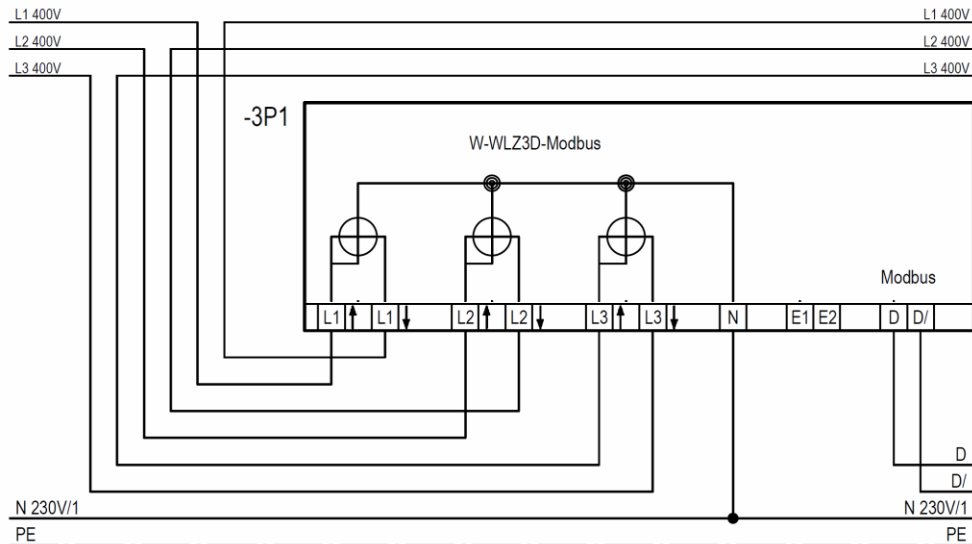 L1 400V L1 400V
L2 400V L2 400V
L3 400V L3 400V
-3P1
W-WLZ3D-Modbus
Modbus
L1 L1 L2 L2 L3 L3 N E1 E2 D D/
D
D/
N 230V/1 N 230V/1
PE PE